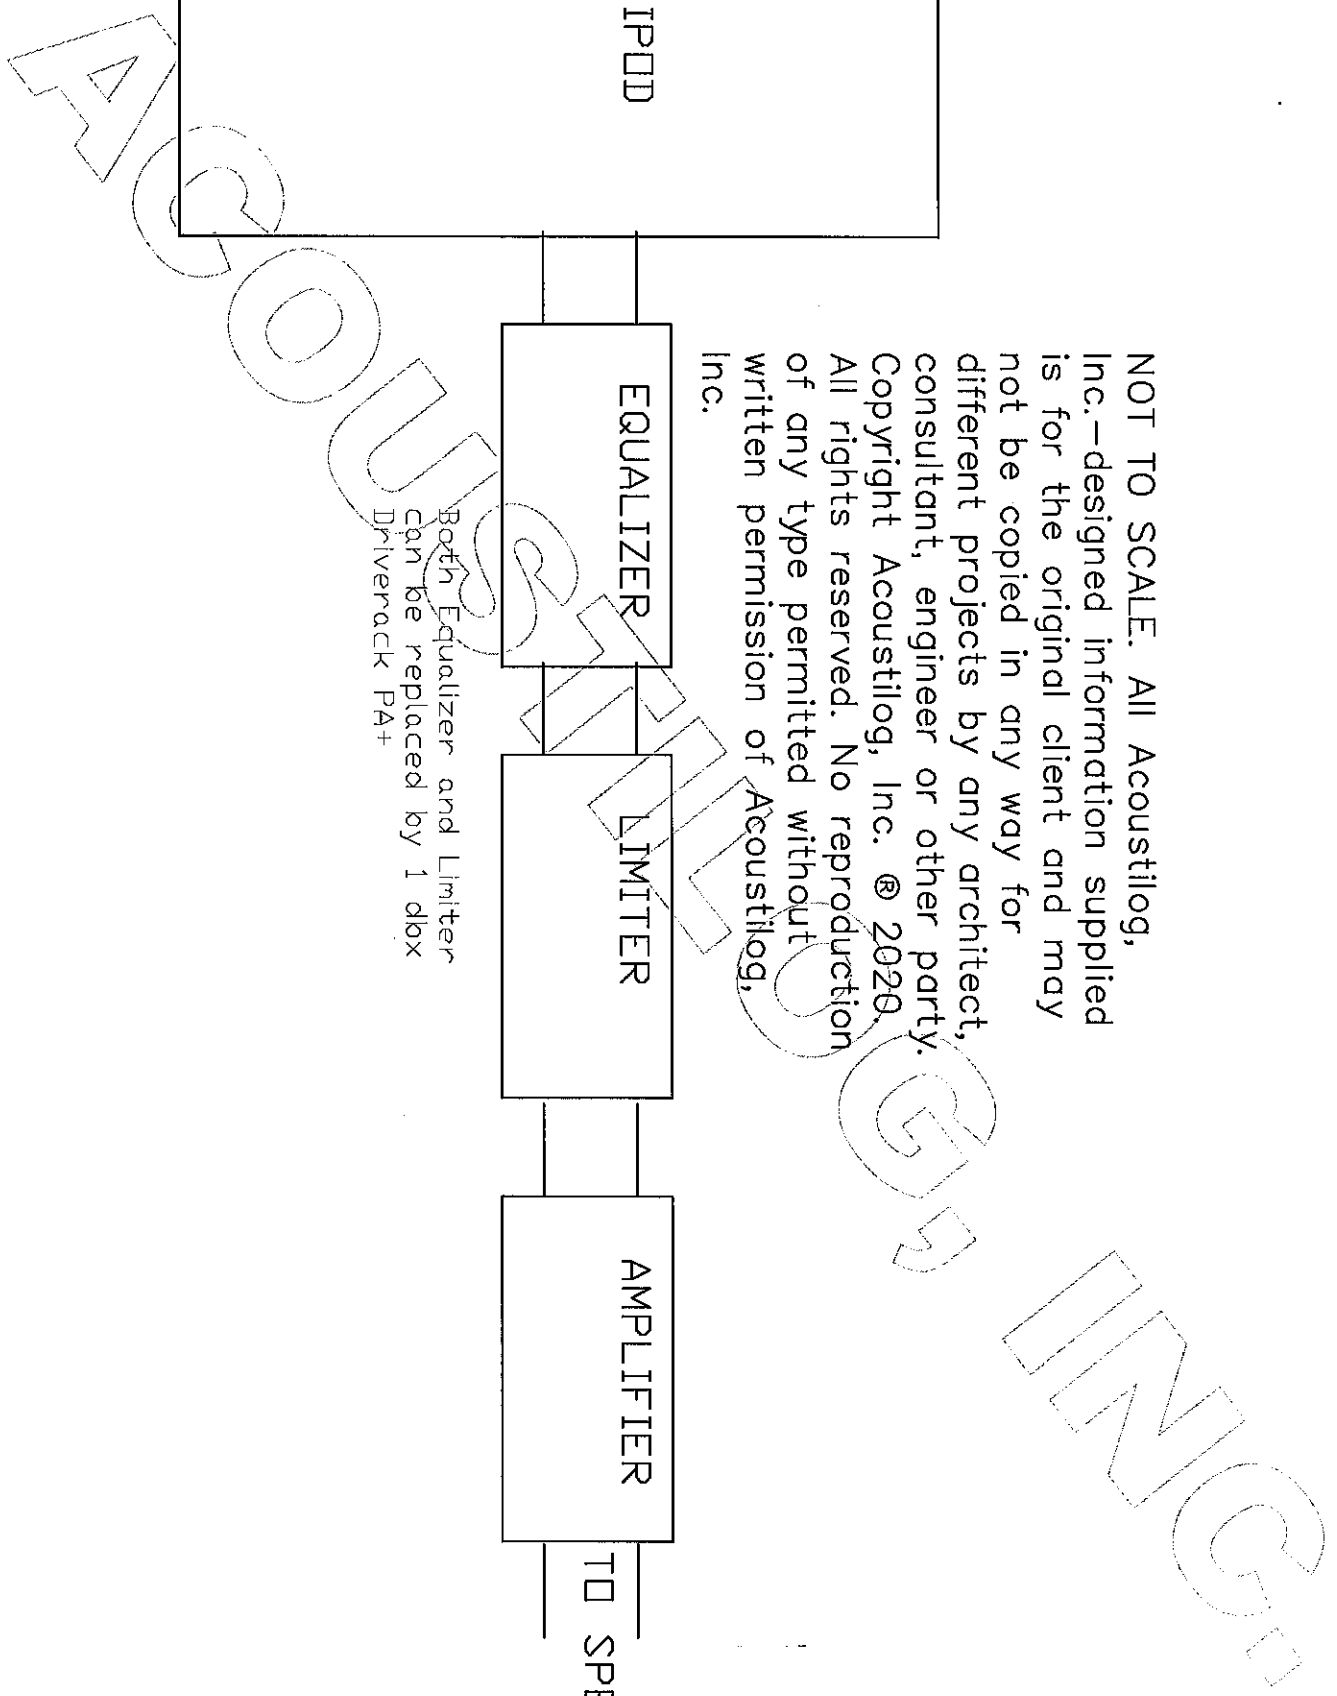 NOT TO SCALE. All Acoustilog,
Inc.-designed information supplied
is for the original client and may
not be copied in any way for
different projects by any architect,
consultant, engineer or other party.
Copyright Acoustilog, Inc. ® 2020.
All rights reserved. No reproduction
of any type permitted without
written permission of Acoustilog,
Inc.
IPOD
EQUALIZER
LIMITER
AMPLIFIER
TO SPE
Both Equalizer and Limiter
can be replaced by 1 dbx
Driverack PA+
ACOUSTILOG, INC.